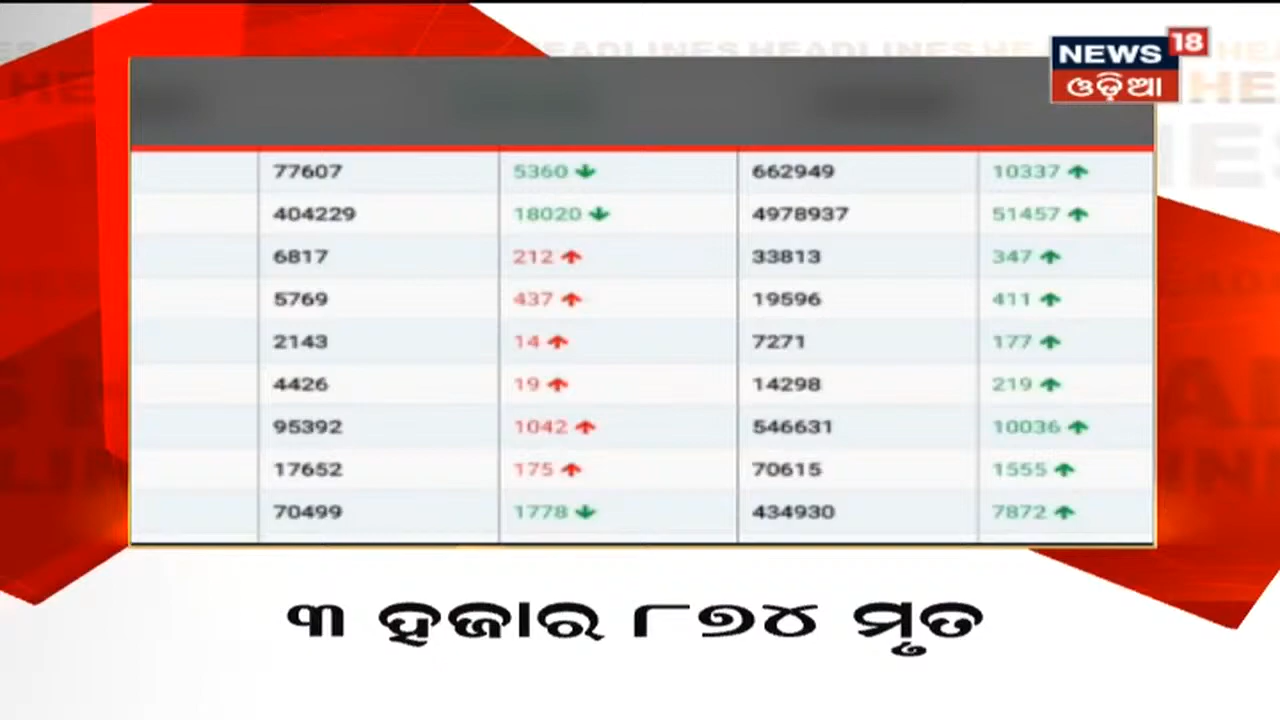 HEADLINES HEADLINES
NEWS 18
ଓଡ଼ିଆ
77607 5360 662949 10337
404229 18020 4978937 51457
6817 212 33813 347
5769 437 19596 411
2143 14 7271 177
4426 19 14298 219
95392 1042 546631 10036
17652 175 70615 1555
70499 1778 434930 7872
୩ ହଜାର ୮୭୪ ମୃତ